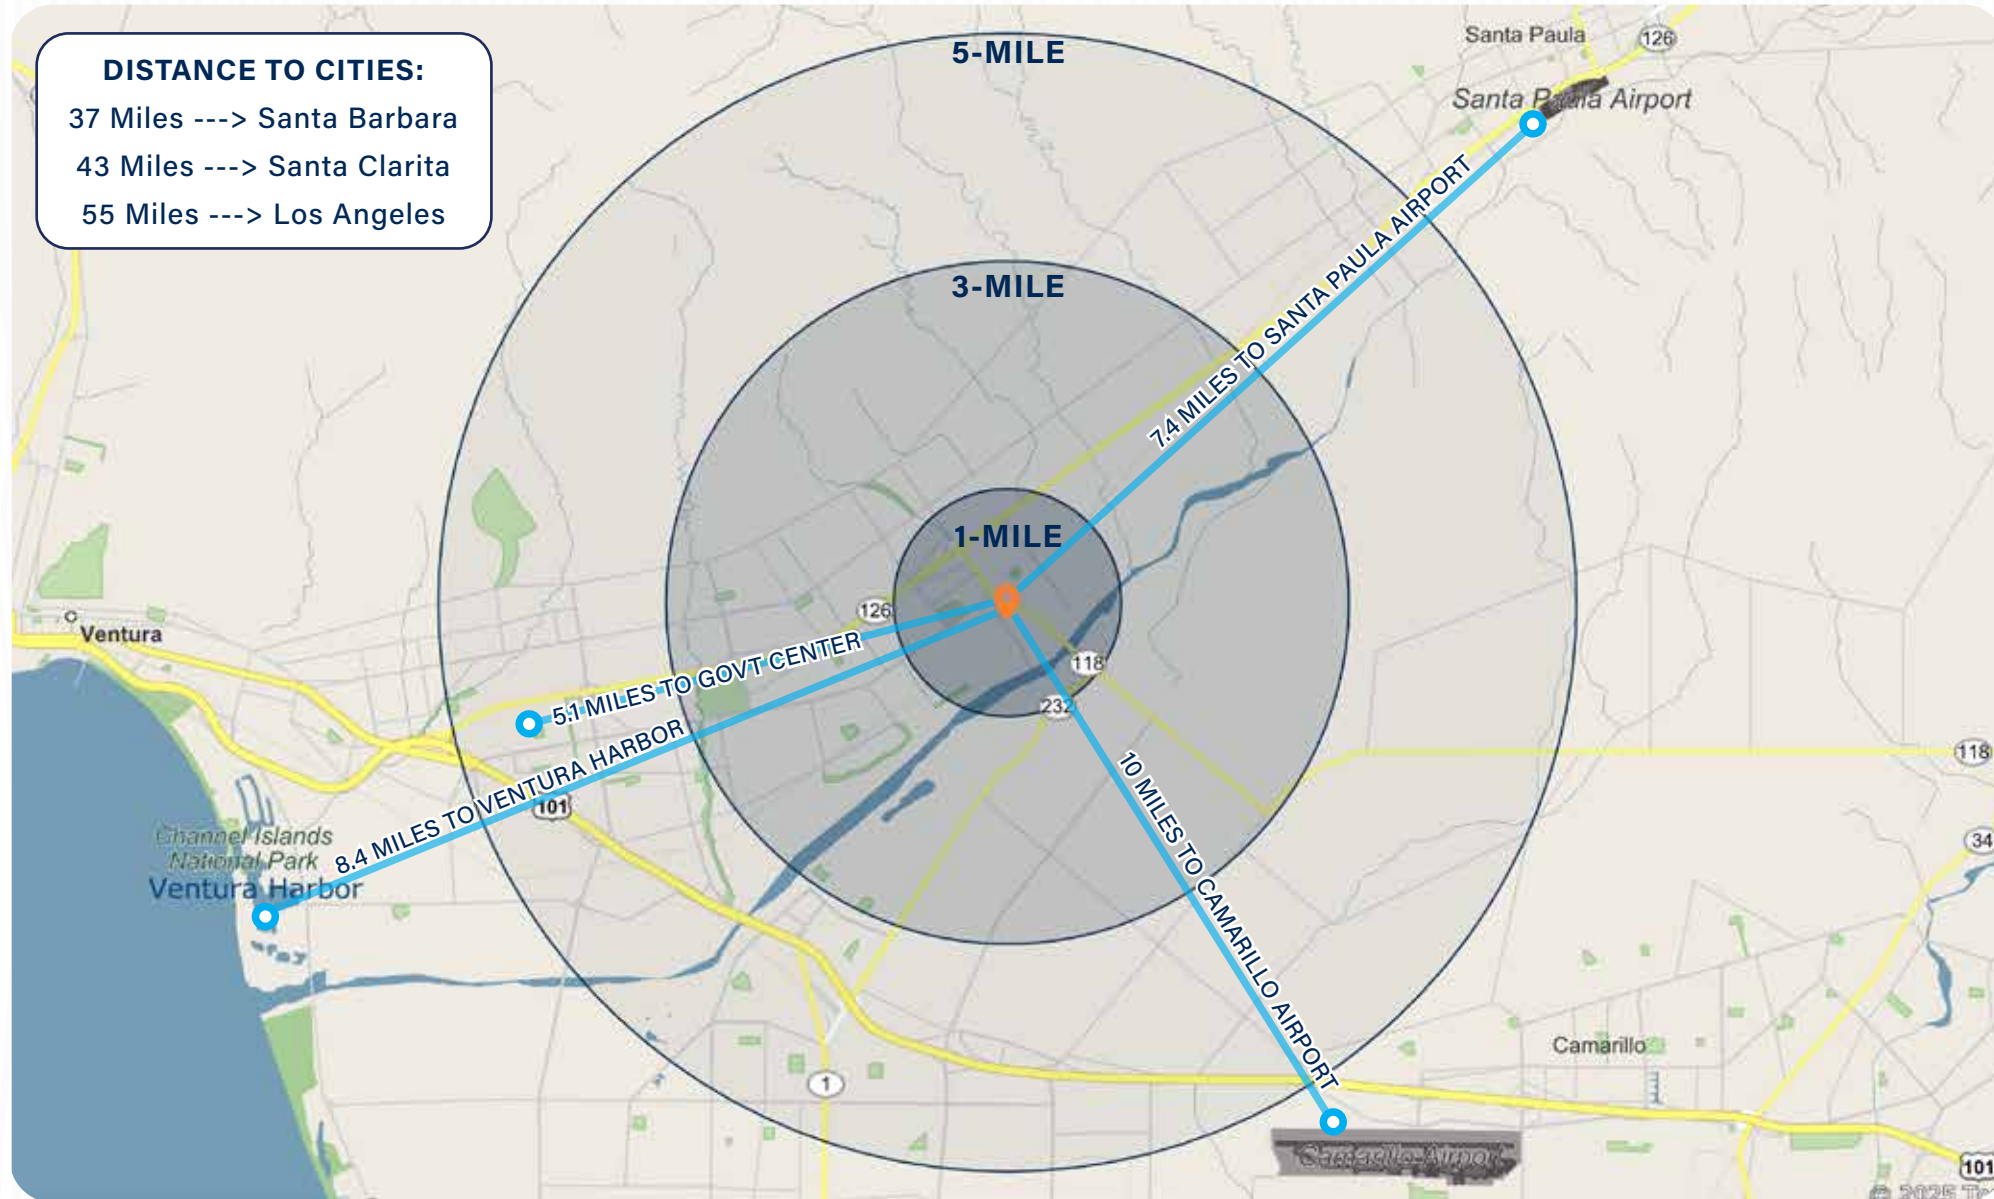 DISTANCE TO CITIES:
37 Miles ---> Santa Barbara
43 Miles ---> Santa Clarita
55 Miles ---> Los Angeles
5-MILE
3-MILE
1-MILE
Santa Paula
126
Santa Paula Airport
7.4 MILES TO SANTA PAULA AIRPORT
Ventura
126
5.1 MILES TO GOVT CENTER
118
232
8.4 MILES TO VENTURA HARBOR
101
118
10 MILES TO CAMARILLO AIRPORT
Channel Islands
National Park
Ventura Harbor
34
1
Camarillo
Camarillo Airport
101
© 2025